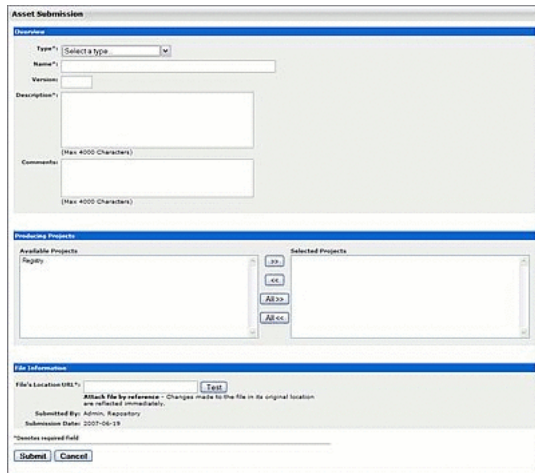 Asset Submission
Overview
Type*: Select a type...
Name*:
Version:
Description*:
(Max 4000 Characters)
Comments:
(Max 4000 Characters)
Producing Projects
Available Projects
Selected Projects
Registry
>>
<<
All >>
All <<
File Information
File's Location URL*: Test
Attach file by reference - Changes made to the file in its original location
are reflected immediately.
Submitted By: Admin, Repository
Submission Date: 2007-06-19
*Denotes required field
Submit Cancel